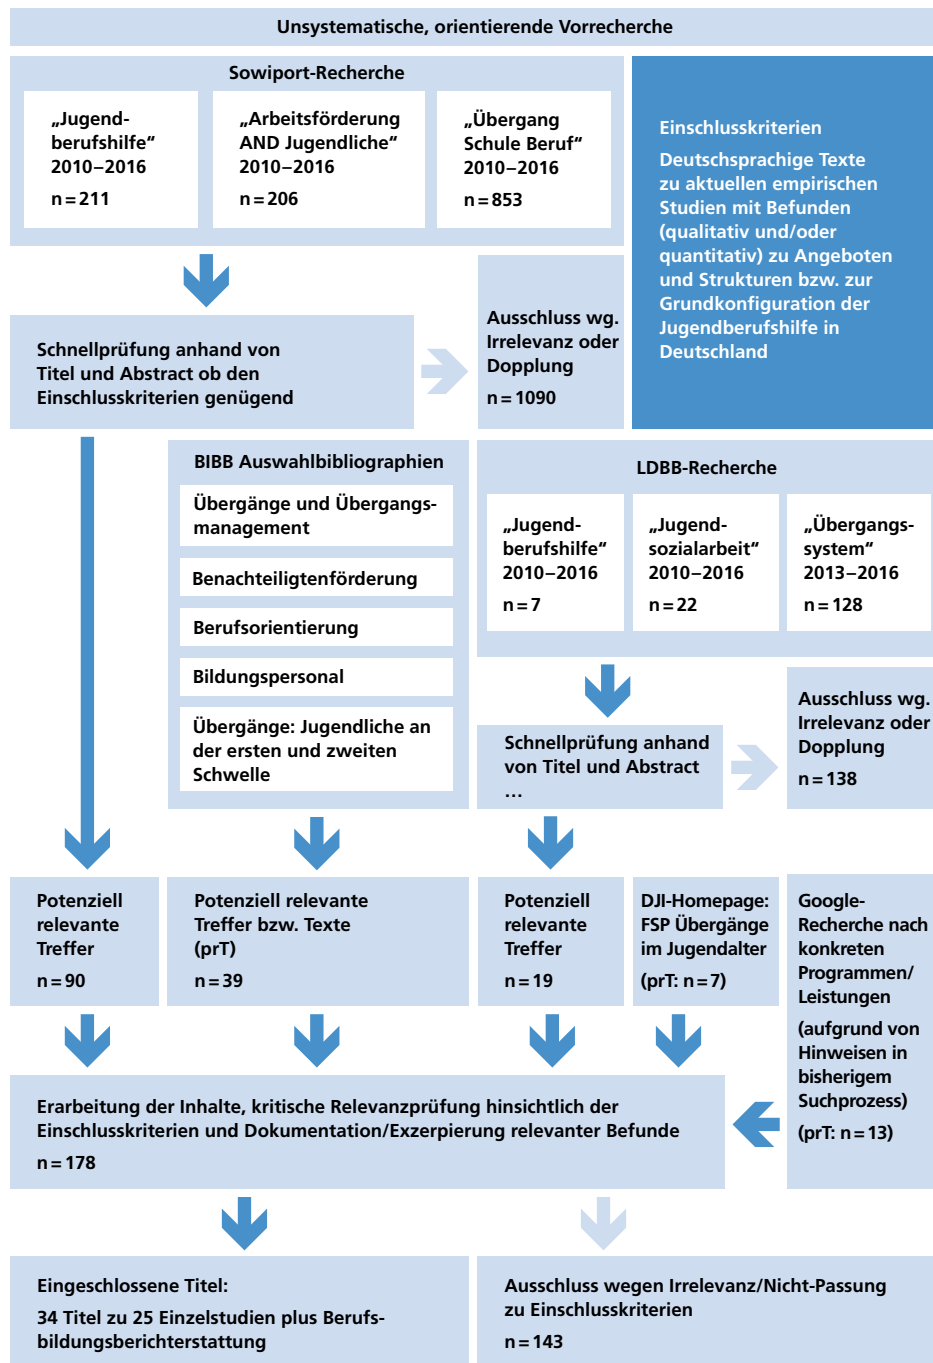 Unsystematische, orientierende Vorrecherche
Sowiport-Recherche
„Jugend-
berufshilfe“
2010–2016
n = 211
„Arbeitsförderung
AND Jugendliche“
2010–2016
n = 206
„Übergang
Schule Beruf“
2010–2016
n = 853
Einschlusskriterien
Deutschsprachige Texte
zu aktuellen empirischen
Studien mit Befunden
(qualitativ und/oder
quantitativ) zu Angeboten
und Strukturen bzw. zur
Grundkonfiguration der
Jugendberufshilfe in
Deutschland
Schnellprüfung anhand von
Titel und Abstract ob den
Einschlusskriterien genügend
Ausschluss wg.
Irrelevanz oder
Dopplung
n = 1090
BIBB Auswahlbibliographien
Übergänge und Übergangs-
management
Benachteiligtenförderung
Berufsorientierung
Bildungspersonal
Übergänge: Jugendliche an
der ersten und zweiten
Schwelle
LDBB-Recherche
„Jugend-
berufshilfe“
2010–2016
n = 7
„Jugend-
sozialarbeit“
2010–2016
n = 22
„Übergangs-
system“
2013–2016
n = 128
Schnellprüfung anhand
von Titel und Abstract
…
Ausschluss wg.
Irrelevanz oder
Dopplung
n = 138
Potenziell
relevante
Treffer
n = 90
Potenziell relevante
Treffer bzw. Texte
(prT)
n = 39
Potenziell
relevante
Treffer
n = 19
DJI-Homepage:
FSP Übergänge
im Jugendalter
(prT: n = 7)
Google-
Recherche nach
konkreten
Programmen/
Leistungen
(aufgrund von
Hinweisen in
bisherigem
Suchprozess)
(prT: n = 13)
Erarbeitung der Inhalte, kritische Relevanzprüfung hinsichtlich der
Einschlusskriterien und Dokumentation/Exzerpierung relevanter Befunde
n = 178
Eingeschlossene Titel:
34 Titel zu 25 Einzelstudien plus Berufs-
bildungsberichterstattung
Ausschluss wegen Irrelevanz/Nicht-Passung
zu Einschlusskriterien
n = 143